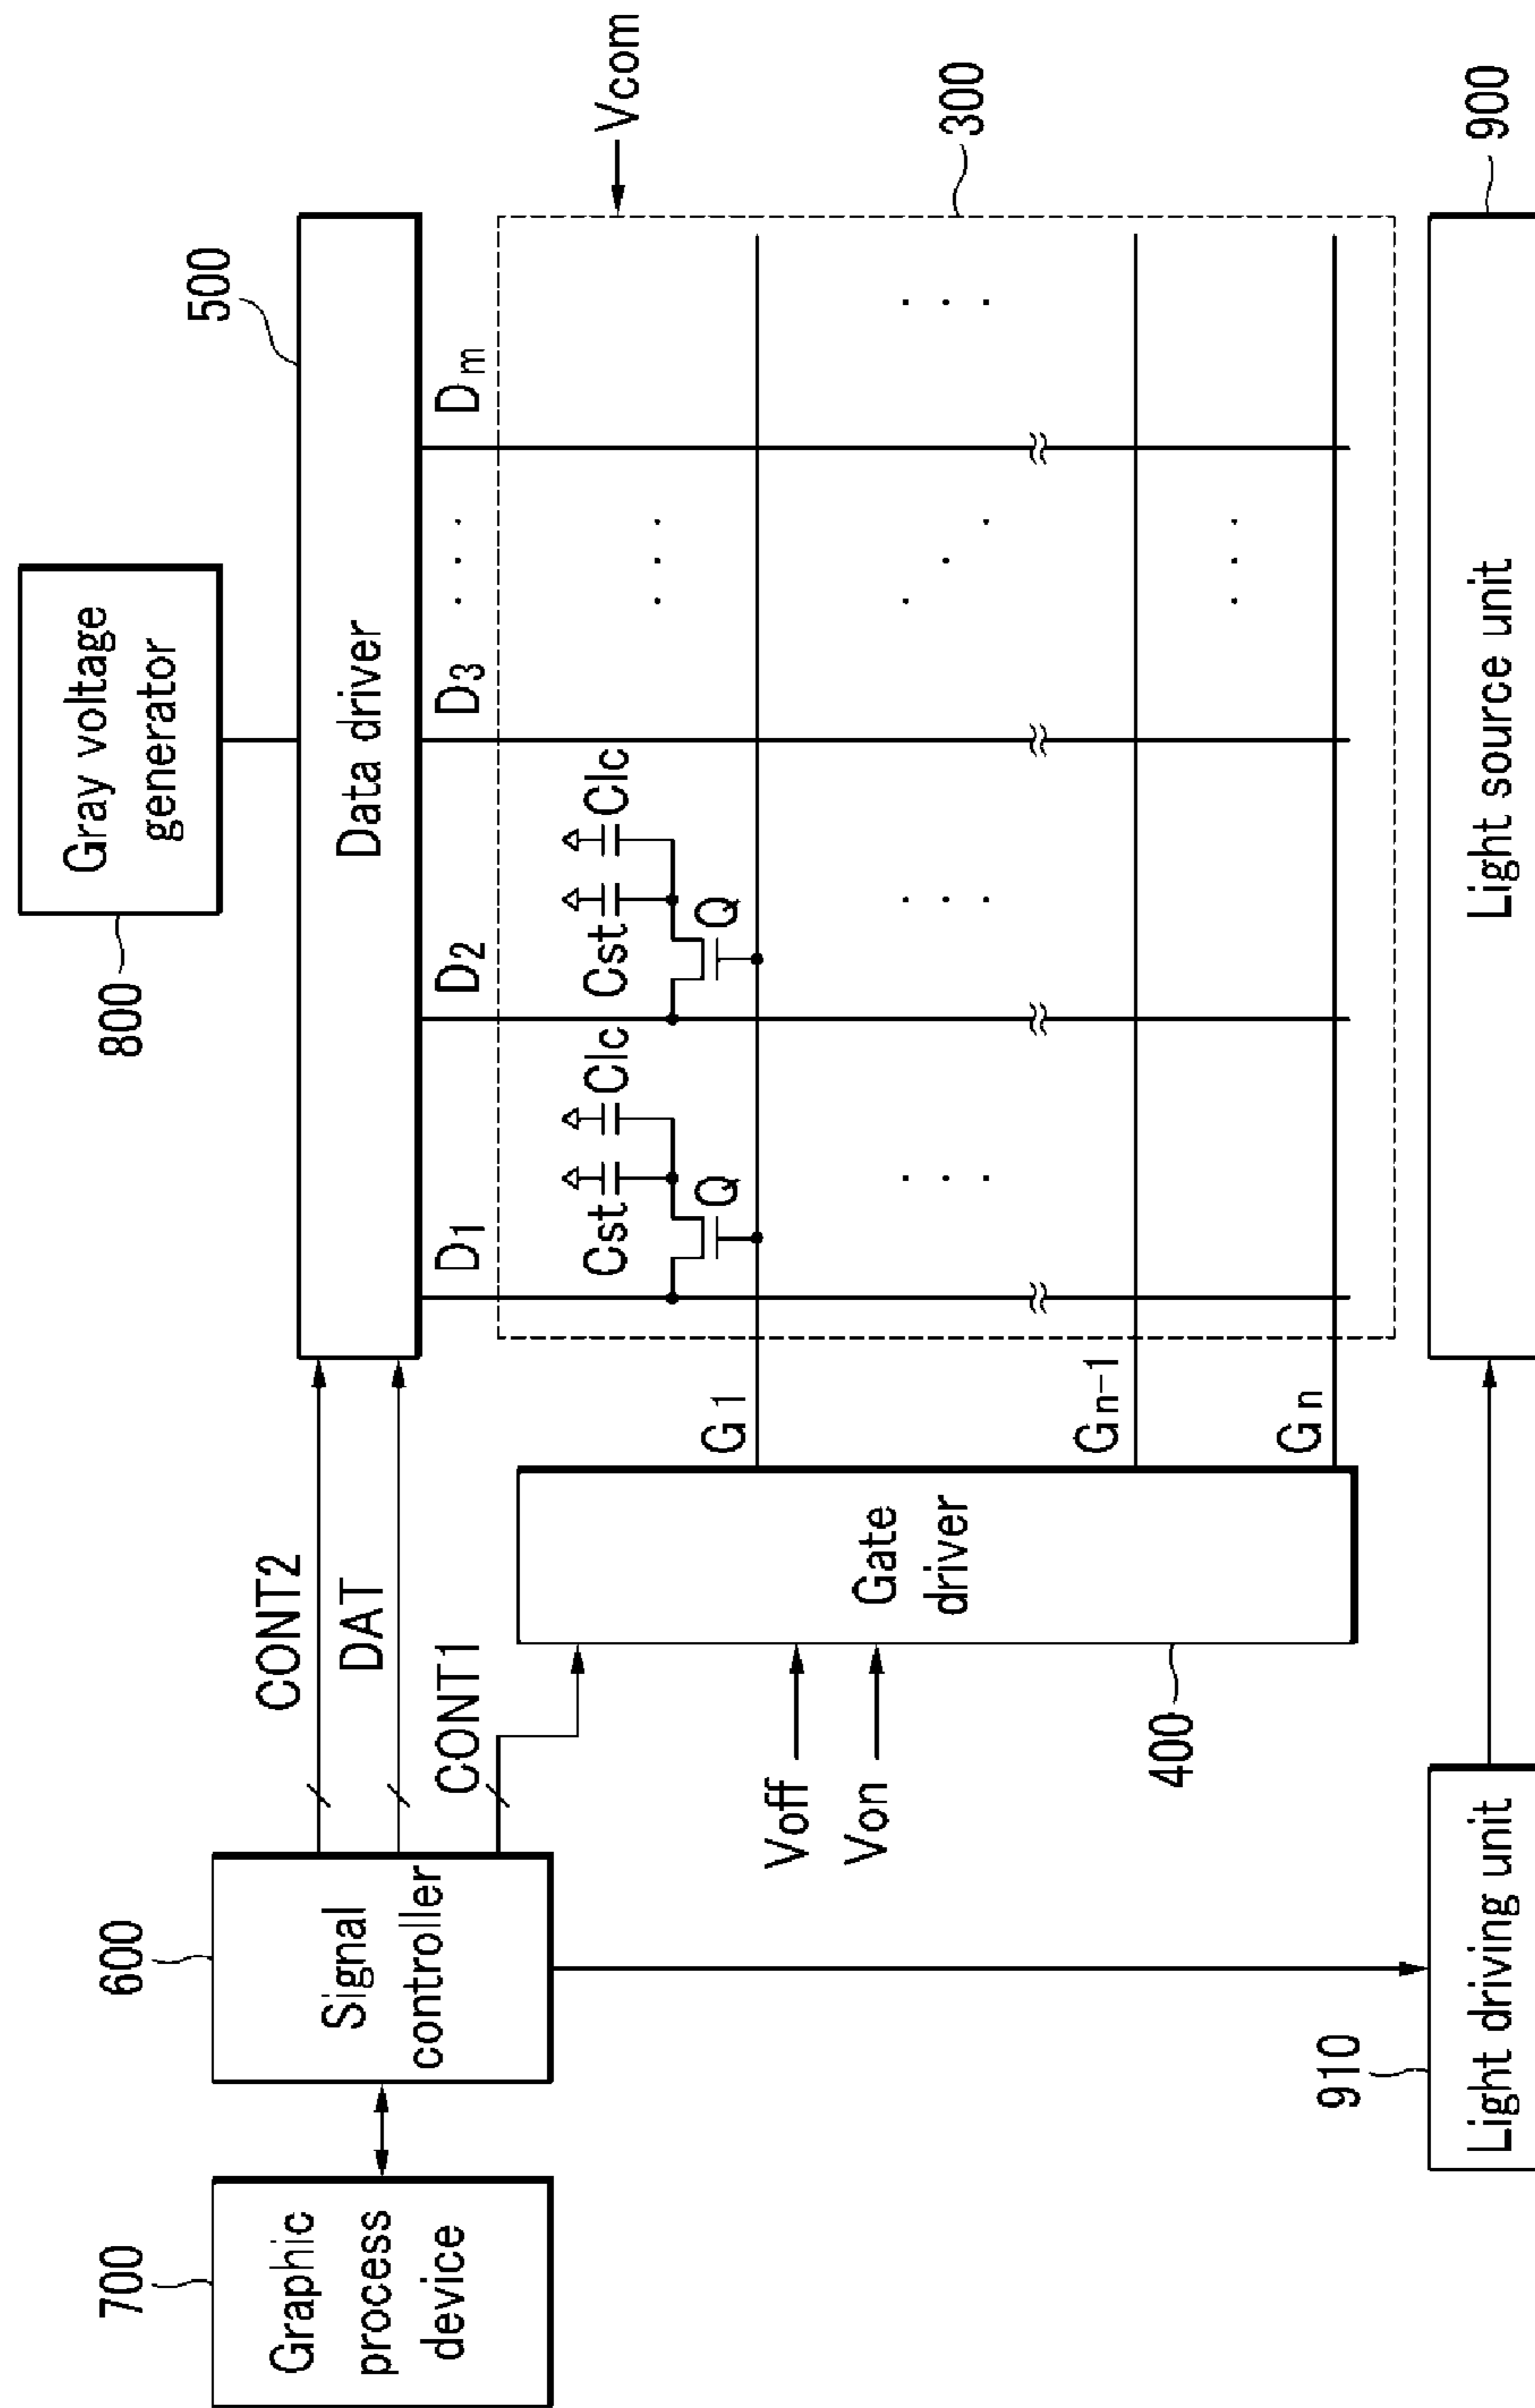 800
Gray voltage
generator
500
Data driver
700
Graphic
process
device
600
Signal
controller
CONT2
DAT
CONT1
D1
D2
D3
Dm
Vcom
Cst
Clc
Q
Cst
Clc
Q
300
Voff
Von
Gate
driver
400
G1
Gn-1
Gn
910
Light driving unit
Light source unit
900